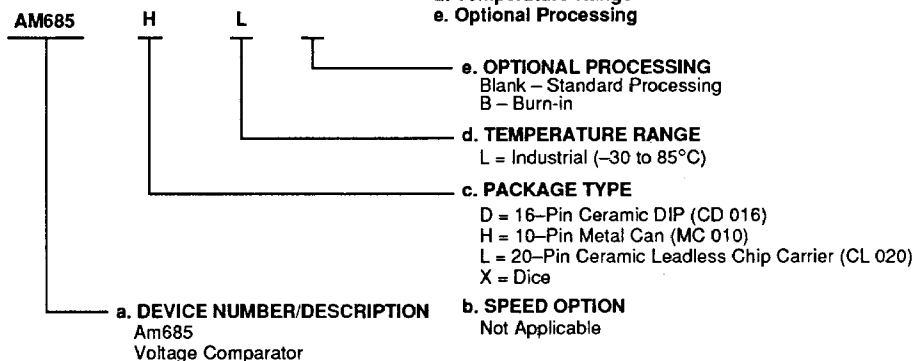 e. Optional Processing
AM685 H L
e. OPTIONAL PROCESSING
Blank – Standard Processing
B – Burn-in
d. TEMPERATURE RANGE
L = Industrial (–30 to 85°C)
c. PACKAGE TYPE
D = 16–Pin Ceramic DIP (CD 016)
H = 10–Pin Metal Can (MC 010)
L = 20–Pin Ceramic Leadless Chip Carrier (CL 020)
X = Dice
a. DEVICE NUMBER/DESCRIPTION
Am685
Voltage Comparator
b. SPEED OPTION
Not Applicable